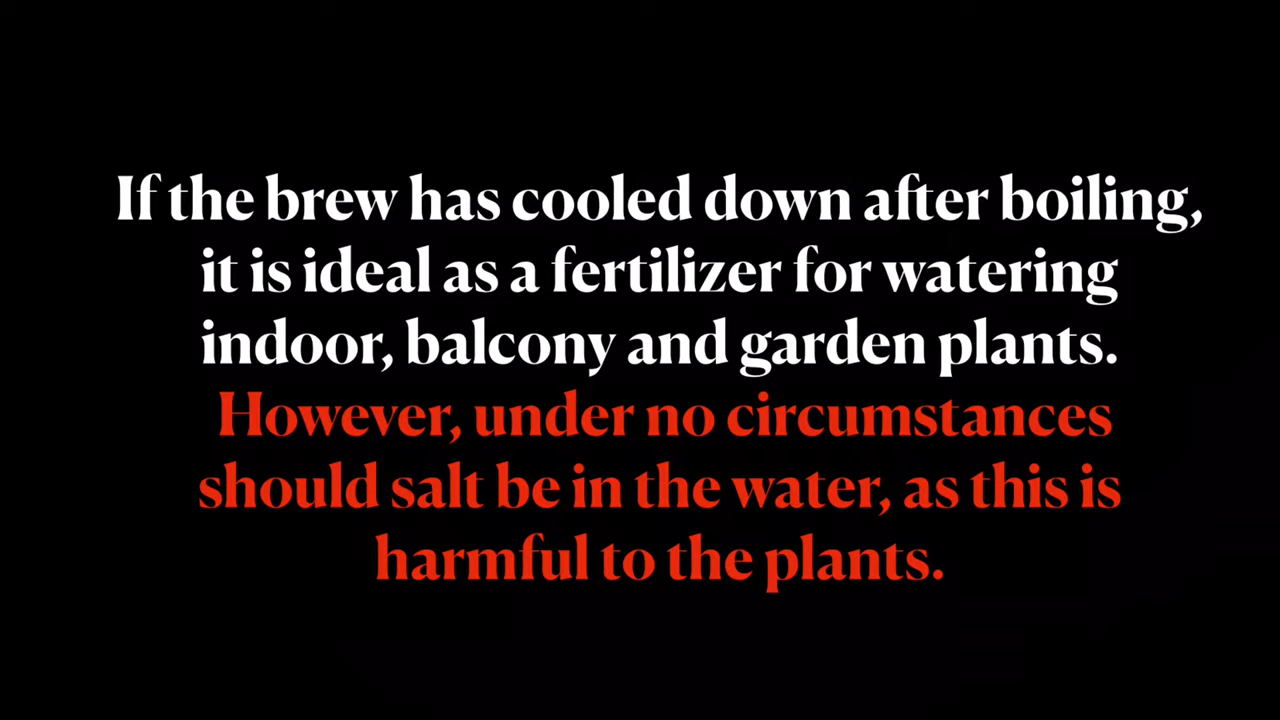 If the brew has cooled down after boiling,
it is ideal as a fertilizer for watering
indoor, balcony and garden plants.
However, under no circumstances
should salt be in the water, as this is
harmful to the plants.